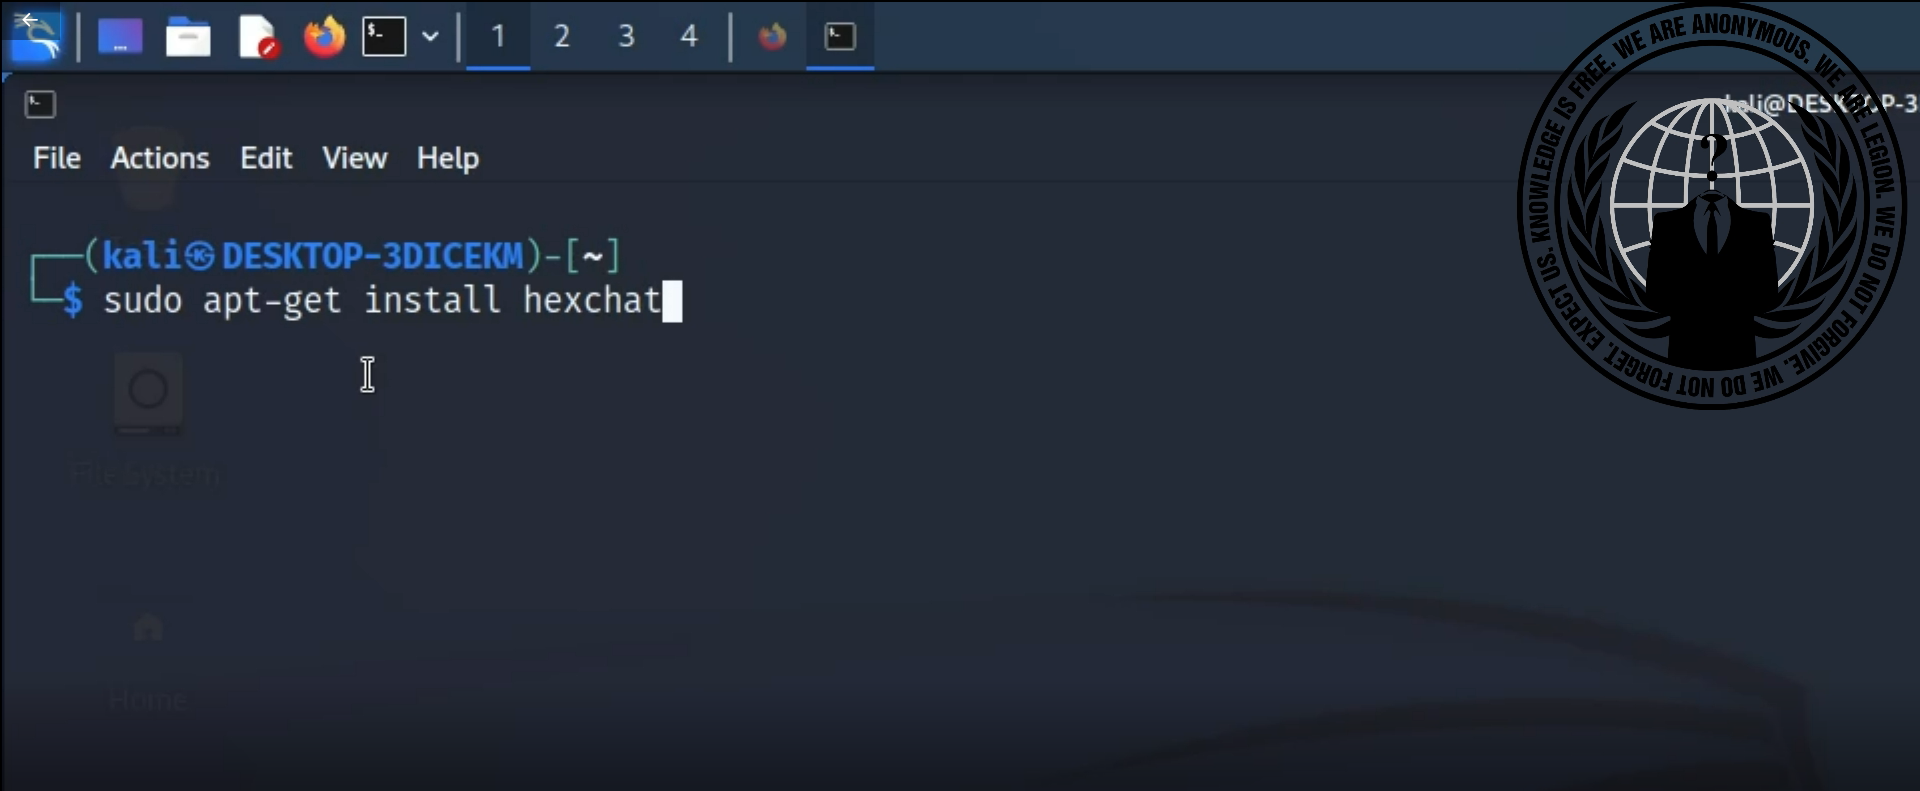 1 2 3 4
kali@DESKTOP-3
File Actions Edit View Help
(kali㉿DESKTOP-3DICEKM)-[~]
$ sudo apt-get install hexchat
File System
Home
KNOWLEDGE IS FREE. WE ARE ANONYMOUS. WE ARE LEGION. WE DO NOT FORGIVE. WE DO NOT FORGET. EXPECT US.
?